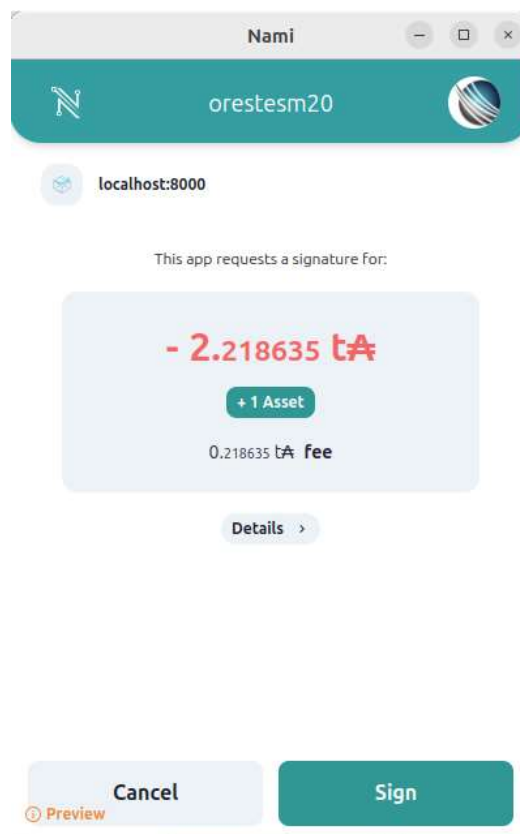 Nami
orestesm20
localhost:8000
This app requests a signature for:
- 2.218635 t₳
+ 1 Asset
0.218635 t₳ fee
Details
Cancel
Sign
Preview